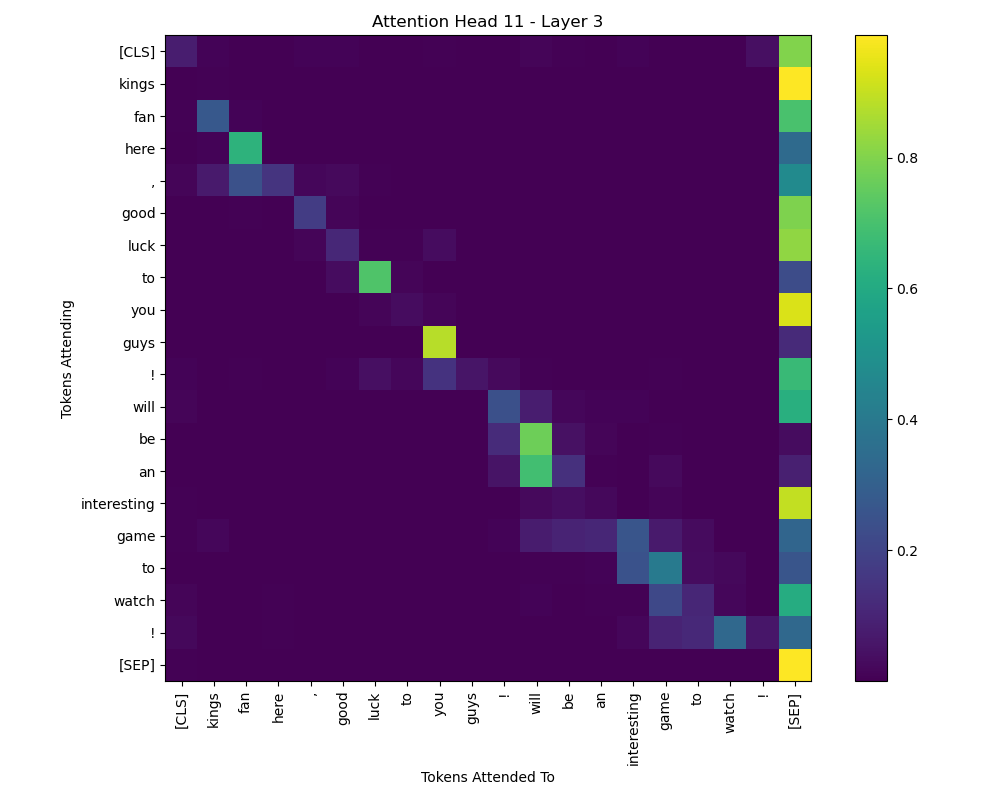 Attention Head 11 - Layer 3
Tokens Attending
[CLS]
kings
fan
here
,
good
luck
to
you
guys
!
will
be
an
interesting
game
to
watch
!
[SEP]
[CLS]
kings
fan
here
,
good
luck
to
you
guys
!
will
be
an
interesting
game
to
watch
!
[SEP]
Tokens Attended To
0.8
0.6
0.4
0.2